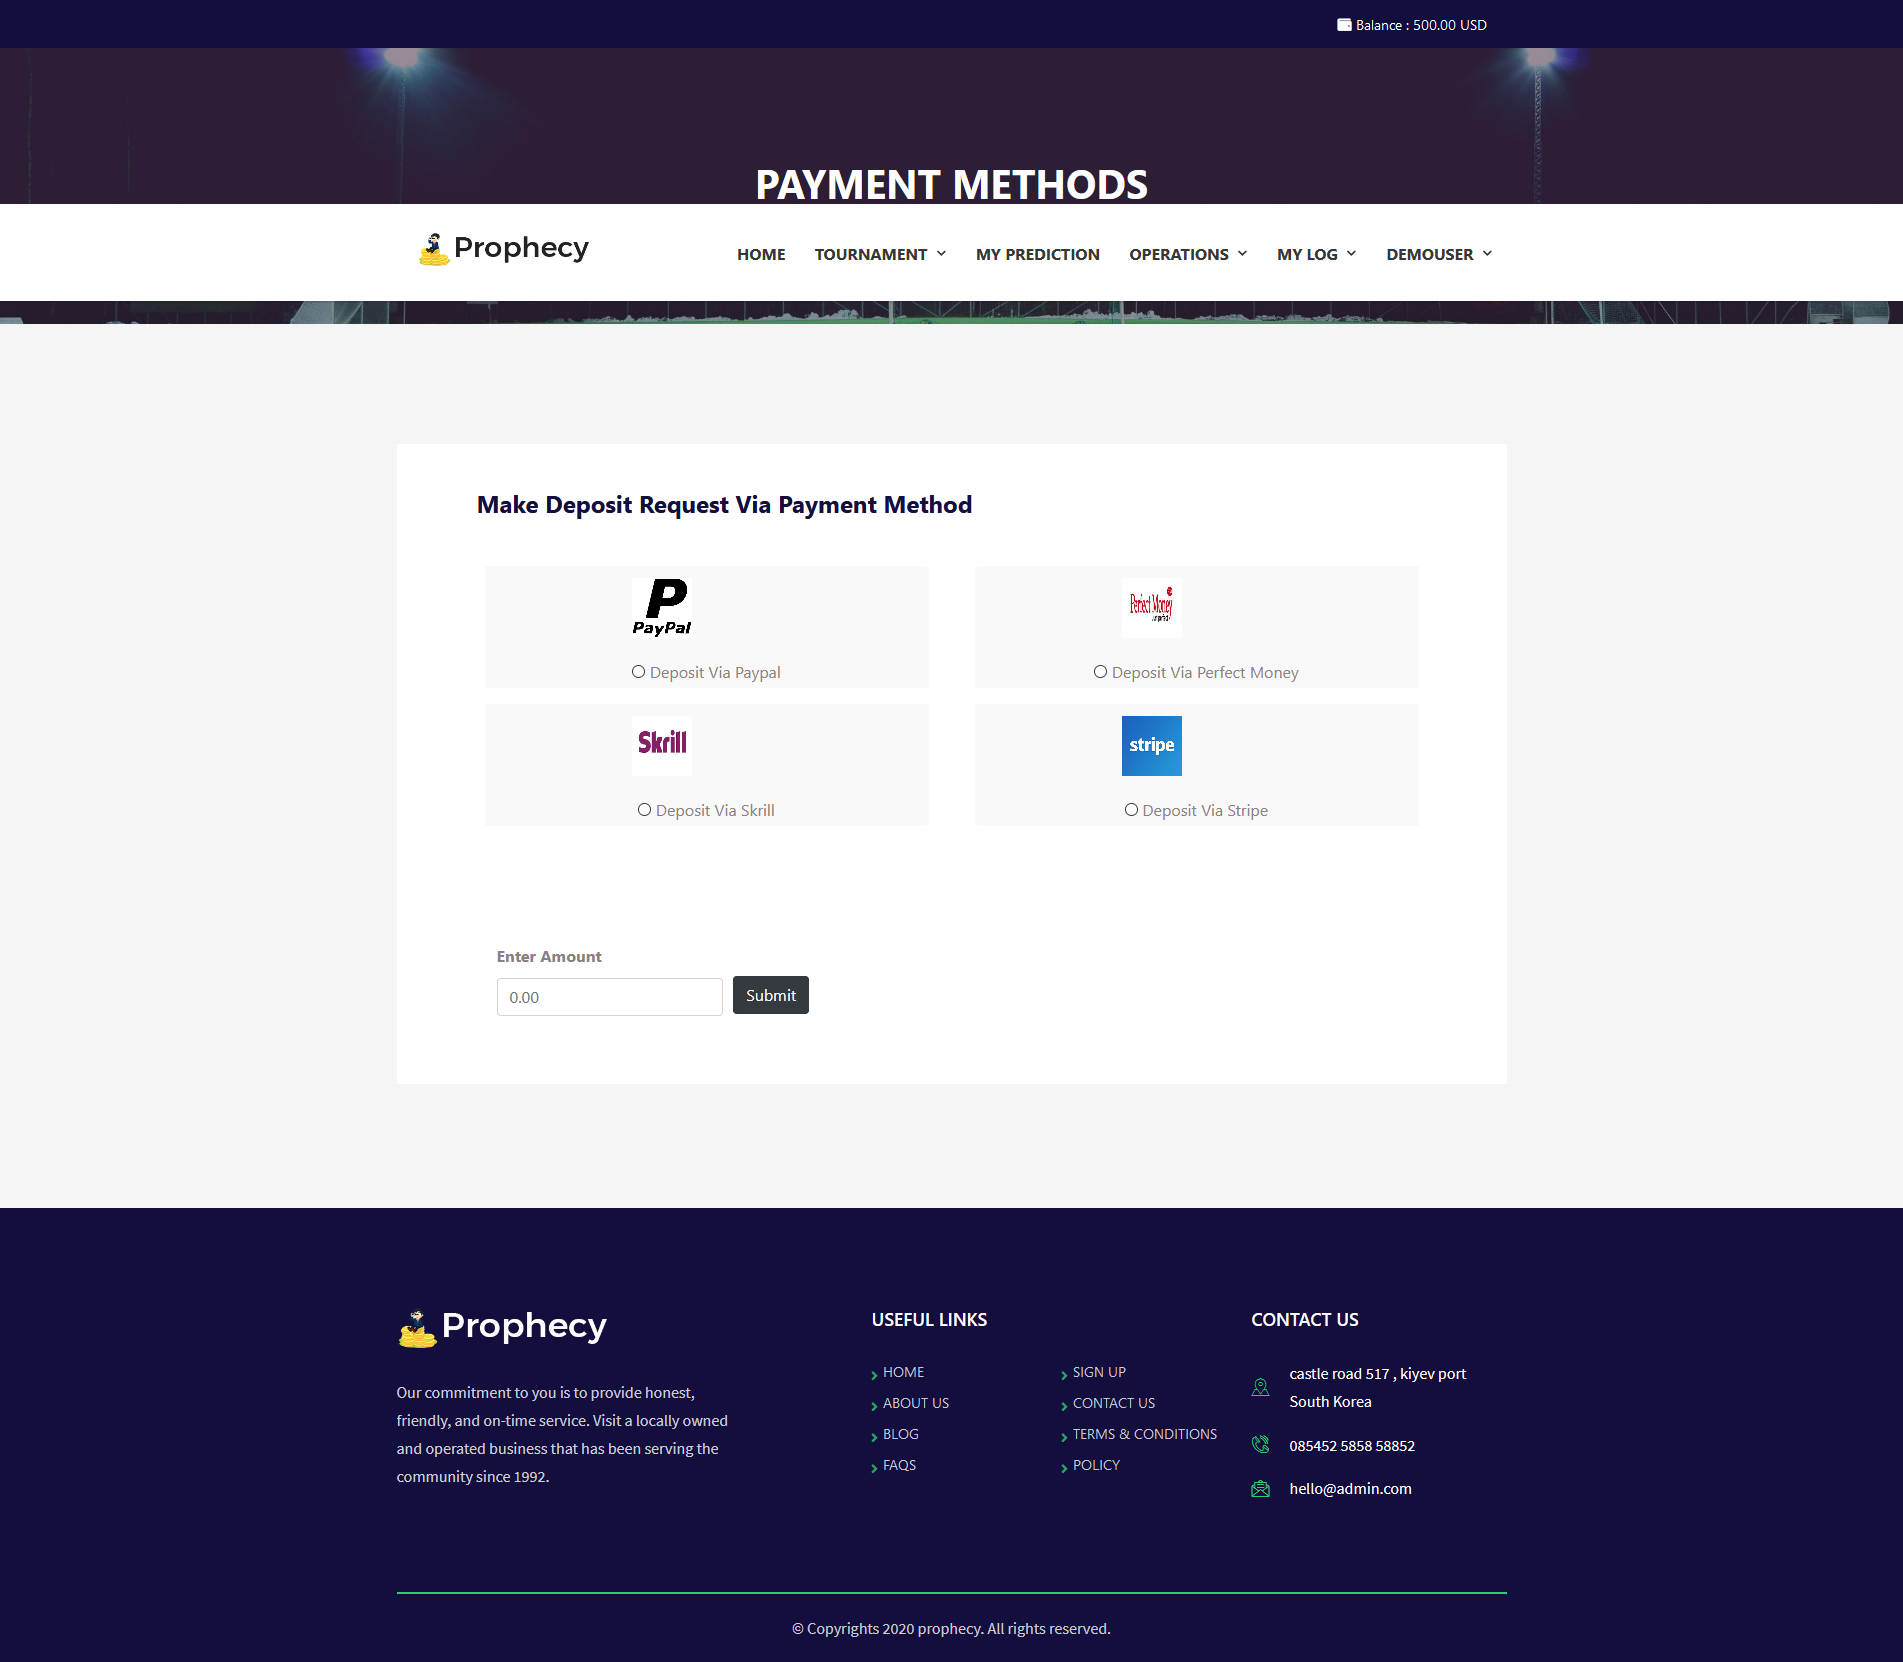 Balance : 500.00 USD
PAYMENT METHODS
Prophecy
HOME TOURNAMENT MY PREDICTION OPERATIONS MY LOG DEMOUSER
Make Deposit Request Via Payment Method
P
PayPal
Perfect Money
Deposit Via Paypal
Deposit Via Perfect Money
Skrill
stripe
Deposit Via Skrill
Deposit Via Stripe
Enter Amount
0.00
Submit
Prophecy
Our commitment to you is to provide honest,
friendly, and on-time service. Visit a locally owned
and operated business that has been serving the
community since 1992.
USEFUL LINKS
HOME
ABOUT US
BLOG
FAQS
SIGN UP
CONTACT US
TERMS & CONDITIONS
POLICY
CONTACT US
castle road 517 , kiyev port
South Korea
085452 5858 58852
hello@admin.com
© Copyrights 2020 prophecy. All rights reserved.